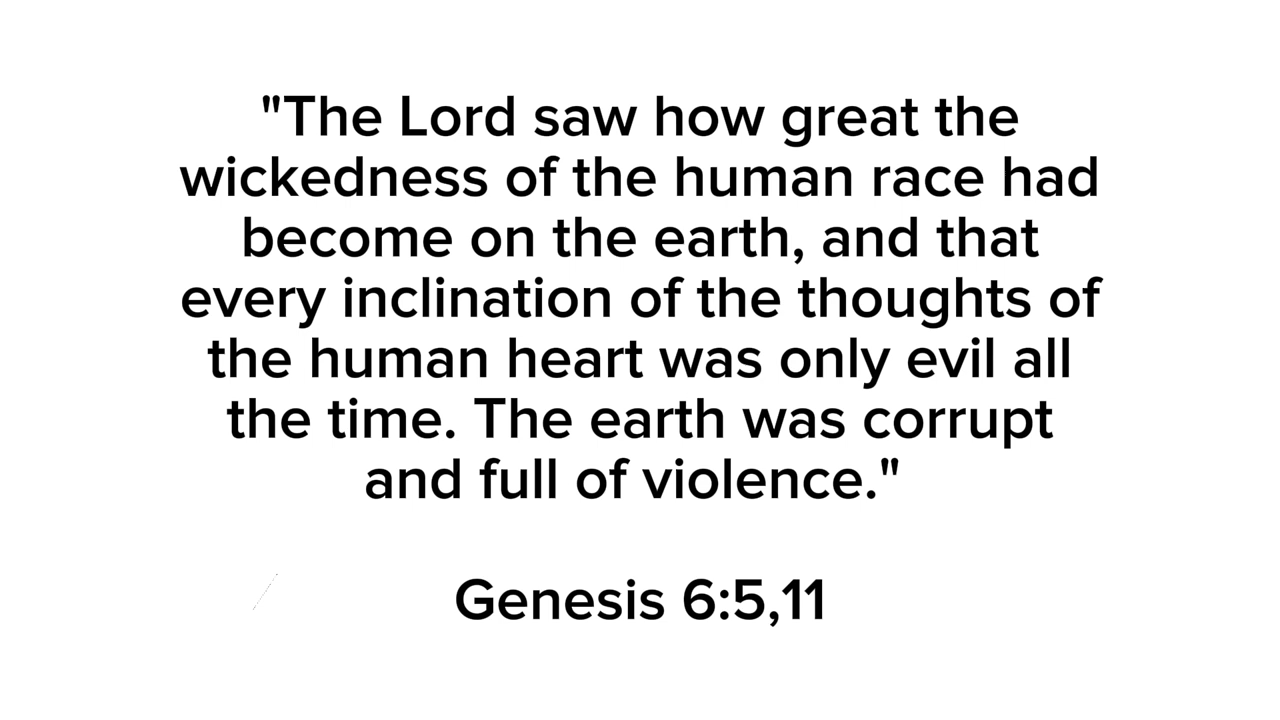 "The Lord saw how great the
wickedness of the human race had
become on the earth, and that
every inclination of the thoughts of
the human heart was only evil all
the time. The earth was corrupt
and full of violence."
Genesis 6:5,11